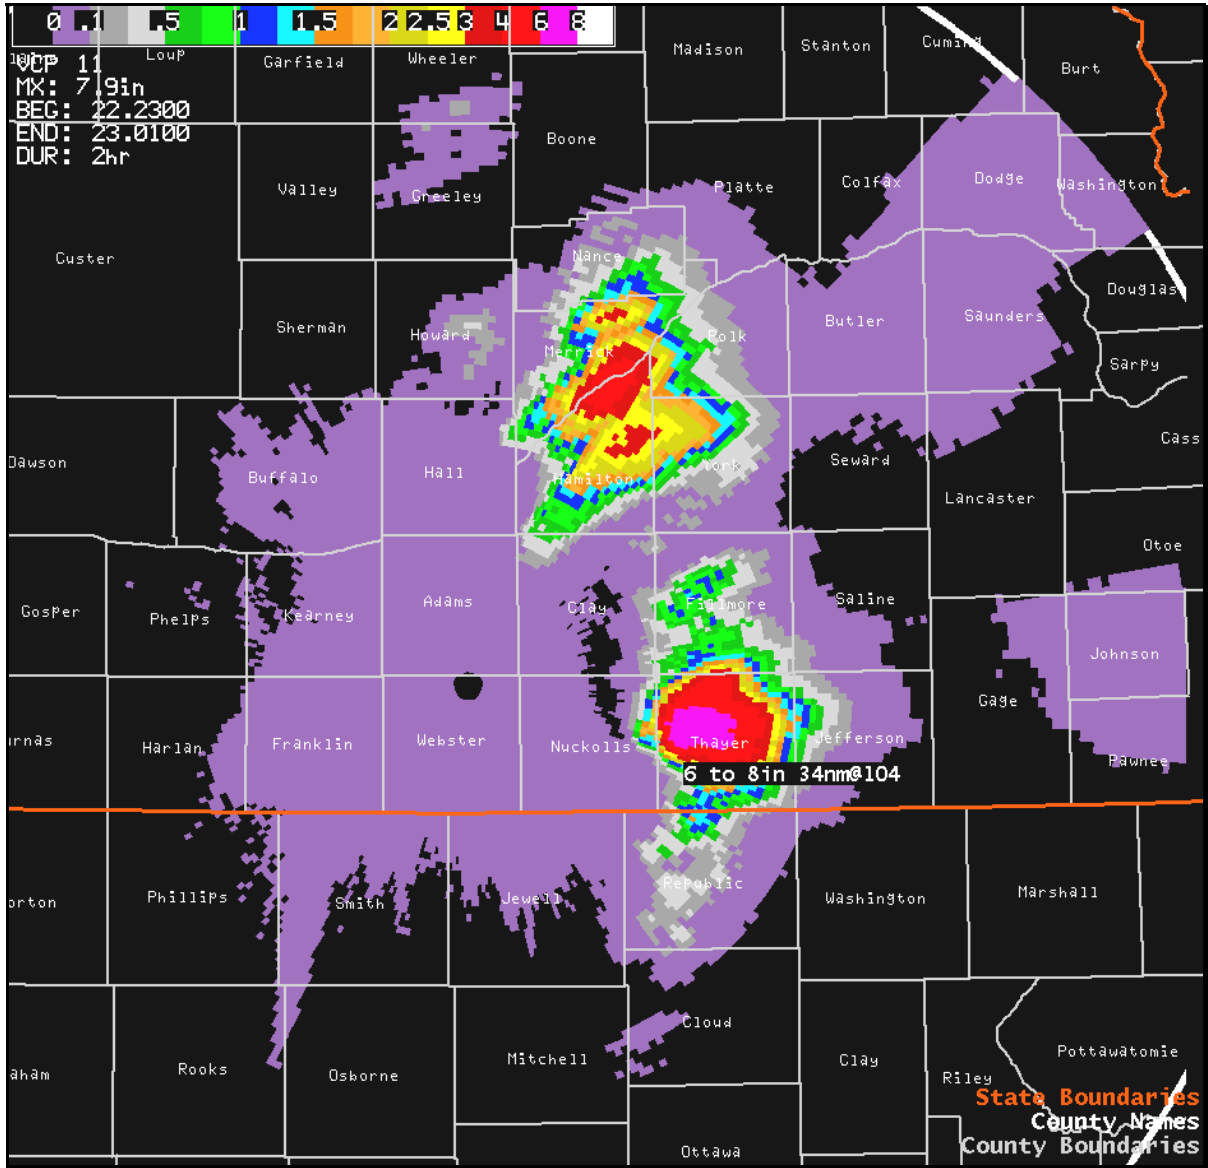 0 .1 .5 1 1.5 2 2.5 3 4 6 8
VCP 11
MX: 7.9in
BEG: 22.2300
END: 23.0100
DUR: 2hr
Loup
Garfield
Wheeler
Madison
Stanton
Cuming
Burt
Boone
Valley
Greeley
Platte
Colfax
Dodge
Washington
Custer
Nance
Douglas
Sherman
Howard
Merrick
Polk
Butler
Saunders
Sarpy
Dawson
Buffalo
Hall
Hamilton
York
Seward
Lancaster
Cass
Otoe
Gosper
Phelps
Kearney
Adams
Clay
Fillmore
Saline
Johnson
Gage
rnas
Harlan
Franklin
Webster
Nuckolls
Thayer
Jefferson
Pawnee
6 to 8in 34nm@104
orton
Phillips
Smith
Jewell
Republic
Washington
Marshall
Cloud
aham
Rooks
Osborne
Mitchell
Clay
Riley
Pottawatomie
Ottawa
State Boundaries
County Names
County Boundaries